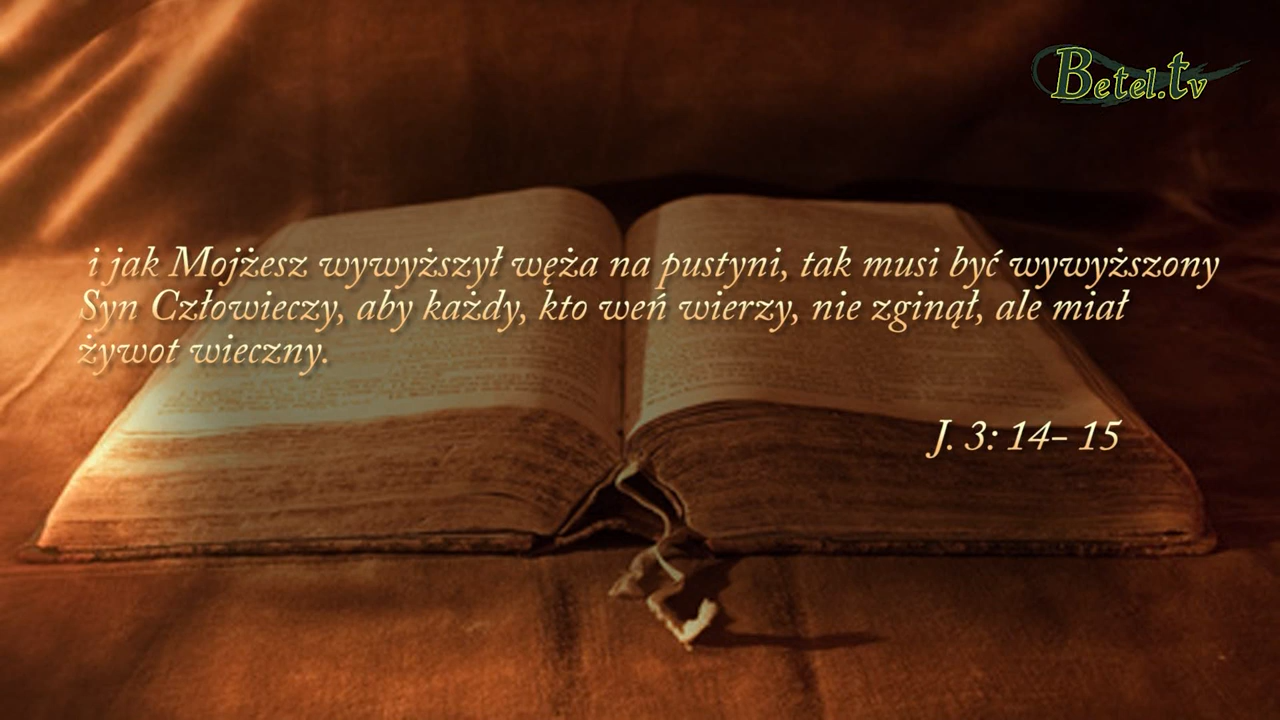 Betel.tv
i jak Mojżesz wywyższył węża na pustyni, tak musi być wywyższony
Syn Człowieczy, aby każdy, kto weń wierzy, nie zginął, ale miał
żywot wieczny.
J. 3: 14- 15